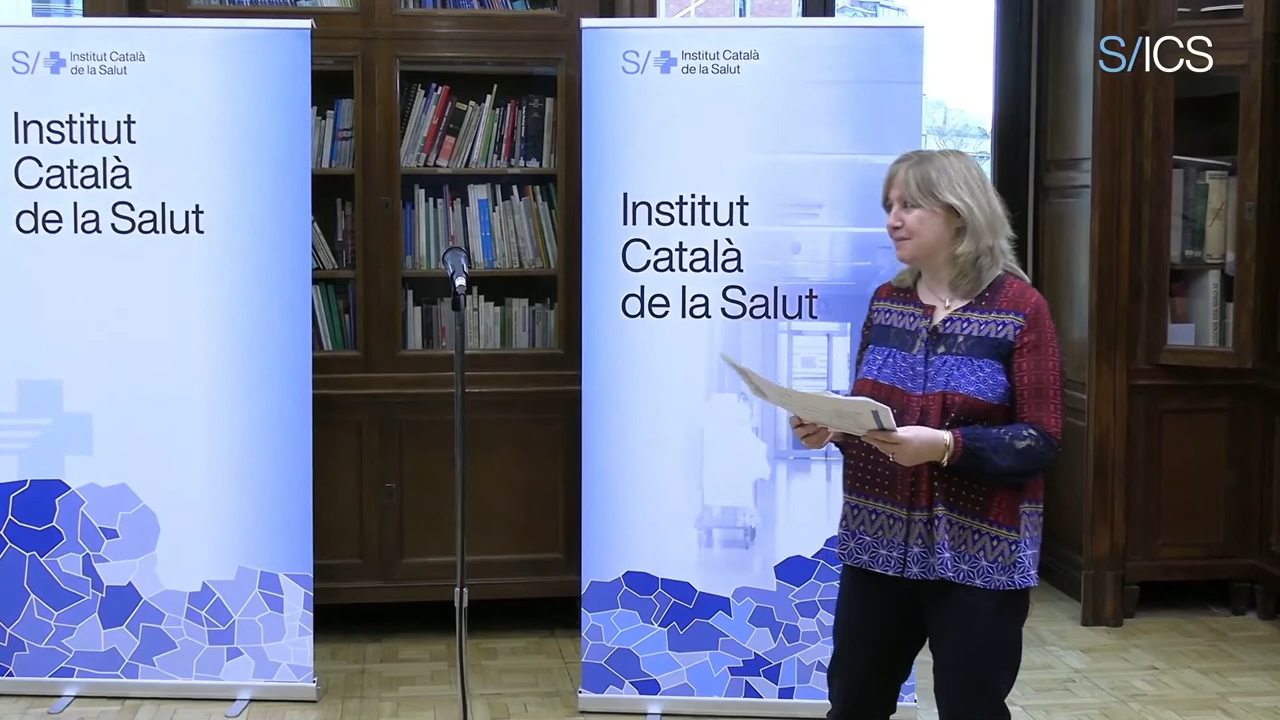 S/ Institut Català
de la Salut
Institut
Català
de la Salut
S/ Institut Català
de la Salut
Institut
Català
de la Salut
S/ICS